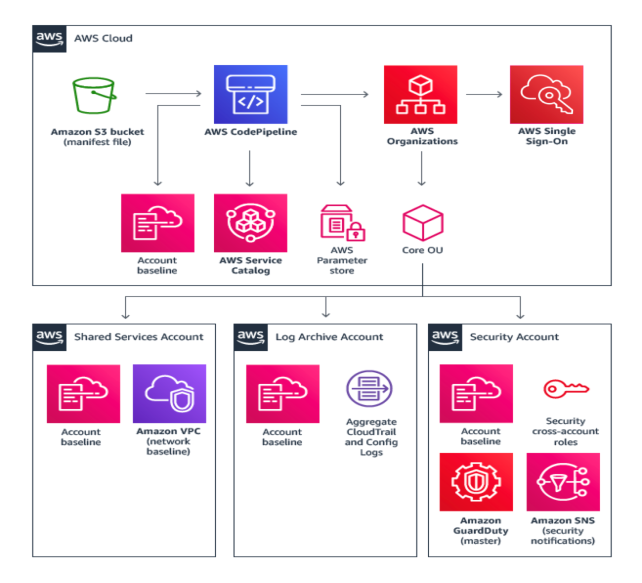 aws
AWS Cloud
</>
Amazon S3 bucket
(manifest file)
AWS CodePipeline
AWS
Organizations
AWS Single
Sign-On
Account
baseline
AWS Service
Catalog
AWS
Parameter
store
Core OU
aws
Shared Services Account
Account
baseline
Amazon VPC
(network
baseline)
aws
Log Archive Account
Account
baseline
Aggregate
CloudTrail
and Config
Logs
aws
Security Account
Account
baseline
Security
cross-account
roles
Amazon
GuardDuty
(master)
Amazon SNS
(security
notifications)